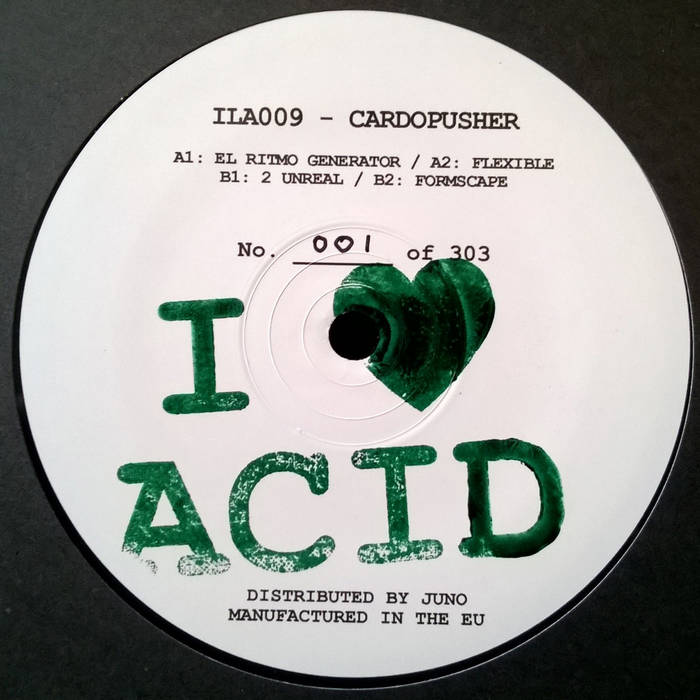 ILA009 - CARDOPUSHER
A1: EL RITMO GENERATOR / A2: FLEXIBLE
B1: 2 UNREAL / B2: FORMSCAPE
No. 001 of 303
I ♥
ACID
DISTRIBUTED BY JUNO
MANUFACTURED IN THE EU